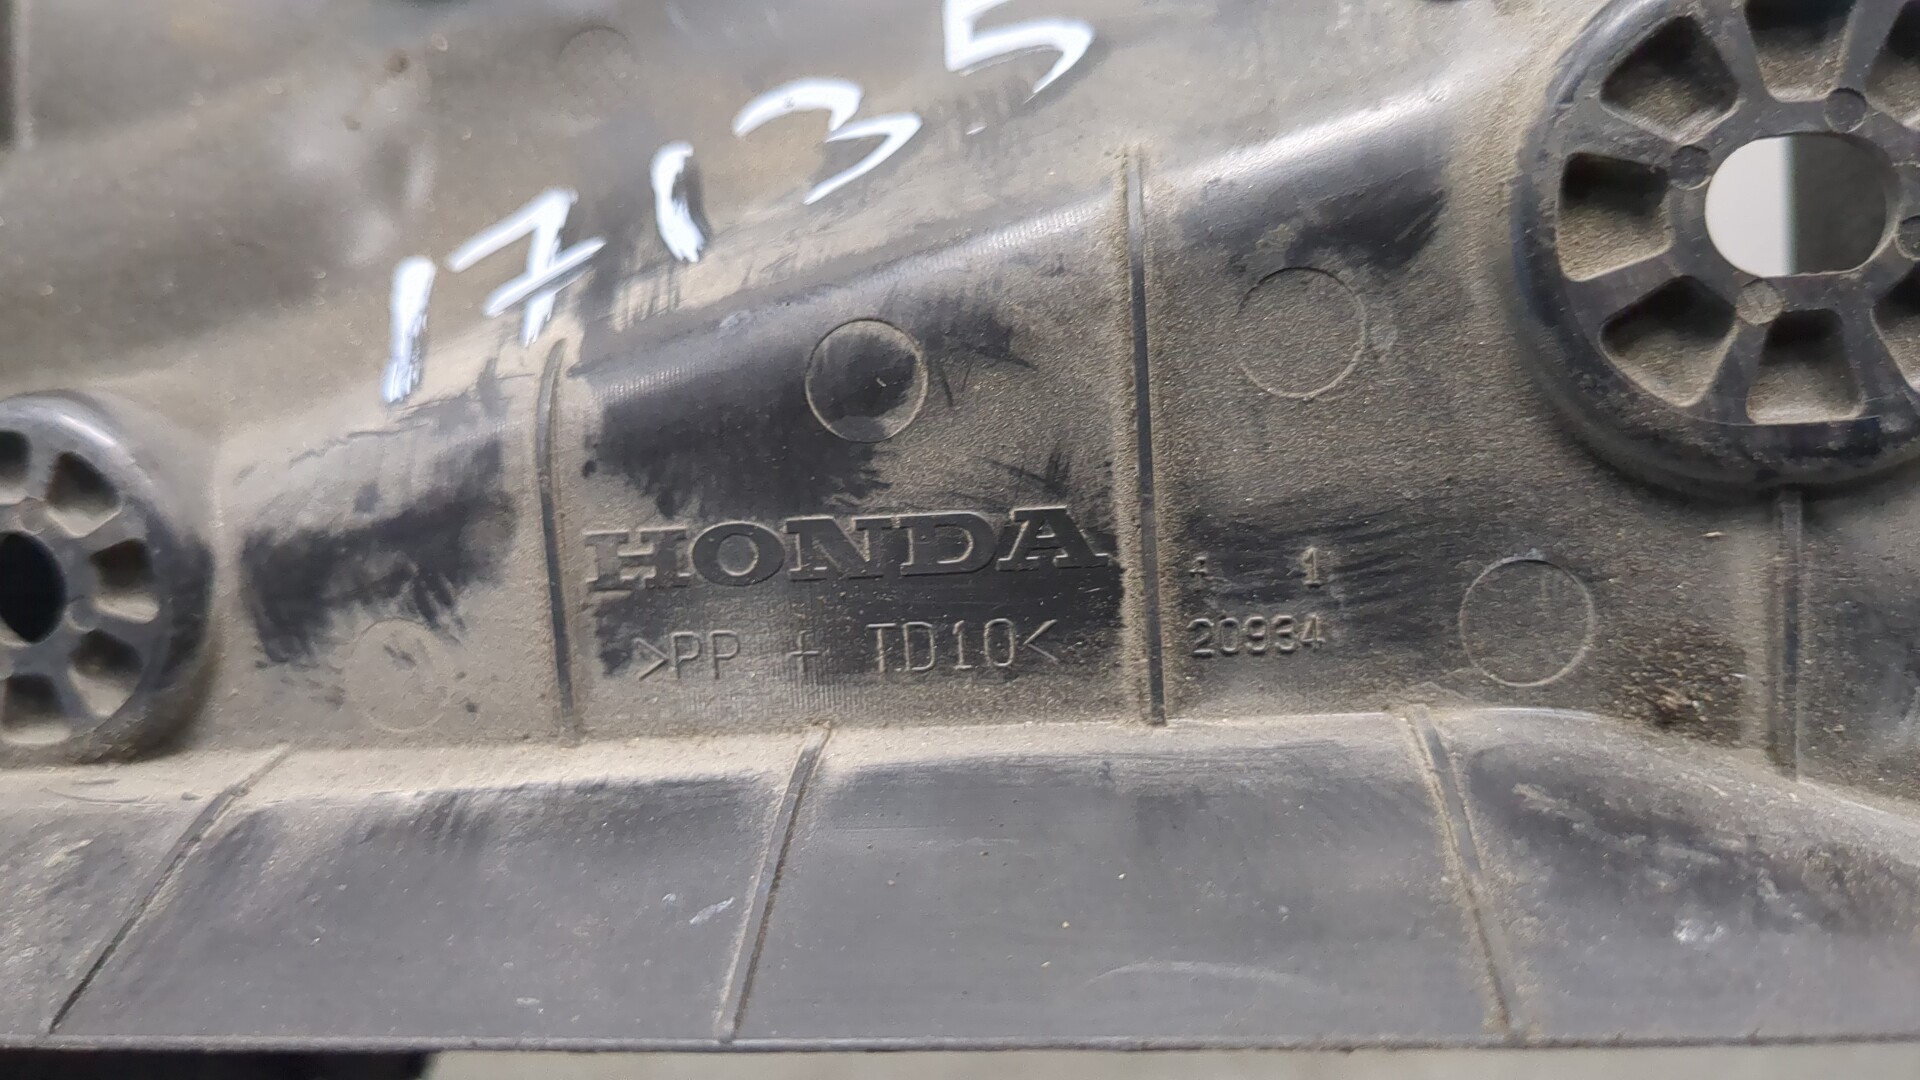 17135
HONDA
>PP + TD10<
A 1
20934